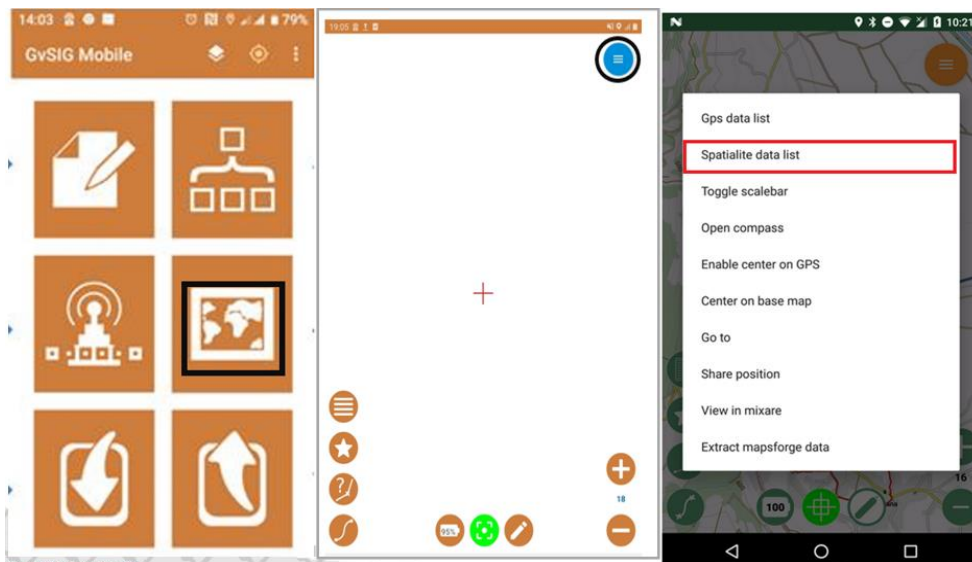 14:03
79%
GvSIG Mobile
19:05
?/
95%
18
N
10:21
Gps data list
Spatialite data list
Toggle scalebar
Open compass
Enable center on GPS
Center on base map
Go to
Share position
View in mixare
Extract mapsforge data
16
100